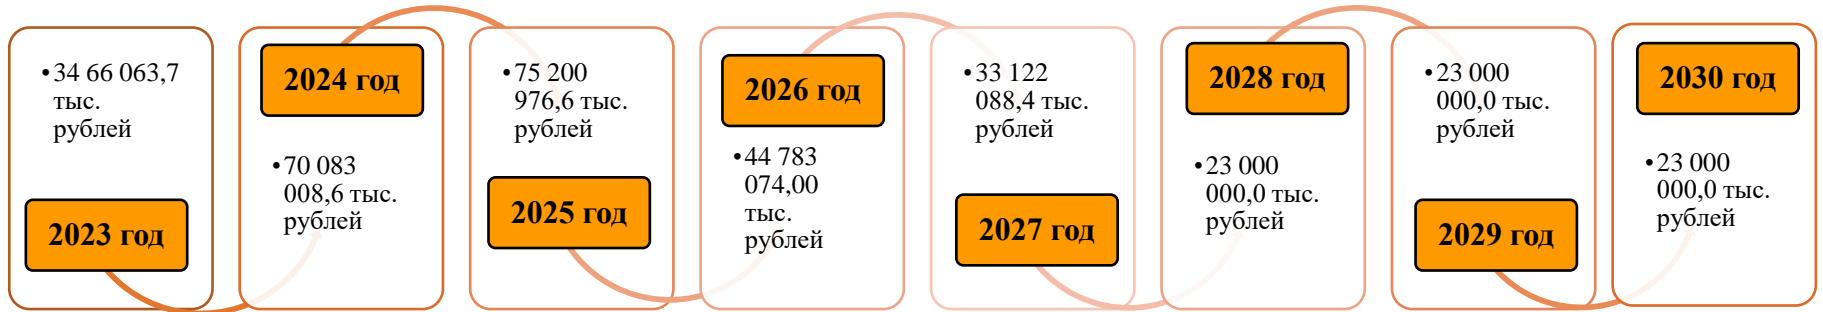 •34 66 063,7
тыс.
рублей
2023 год
2024 год
•70 083
008,6 тыс.
рублей
•75 200
976,6 тыс.
рублей
2025 год
2026 год
•44 783
074,00
тыс.
рублей
•33 122
088,4 тыс.
рублей
2027 год
2028 год
•23 000
000,0 тыс.
рублей
•23 000
000,0 тыс.
рублей
2029 год
2030 год
•23 000
000,0 тыс.
рублей